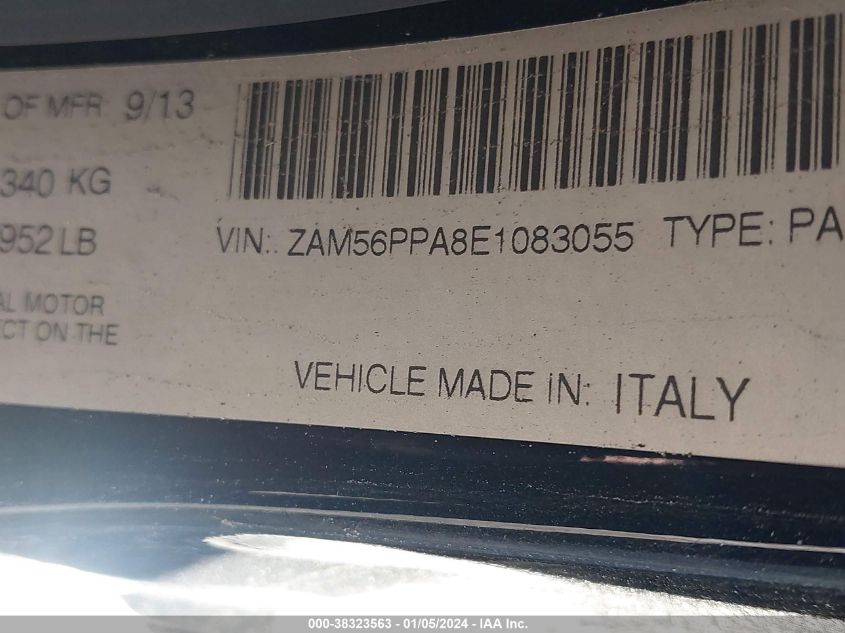 OF MFR 9/13
340 KG
952 LB
VIN: ZAM56PPA8E1083055 TYPE: PA
AL MOTOR
ECT ON THE
VEHICLE MADE IN: ITALY
000-38323563 - 01/05/2024 - IAA Inc.